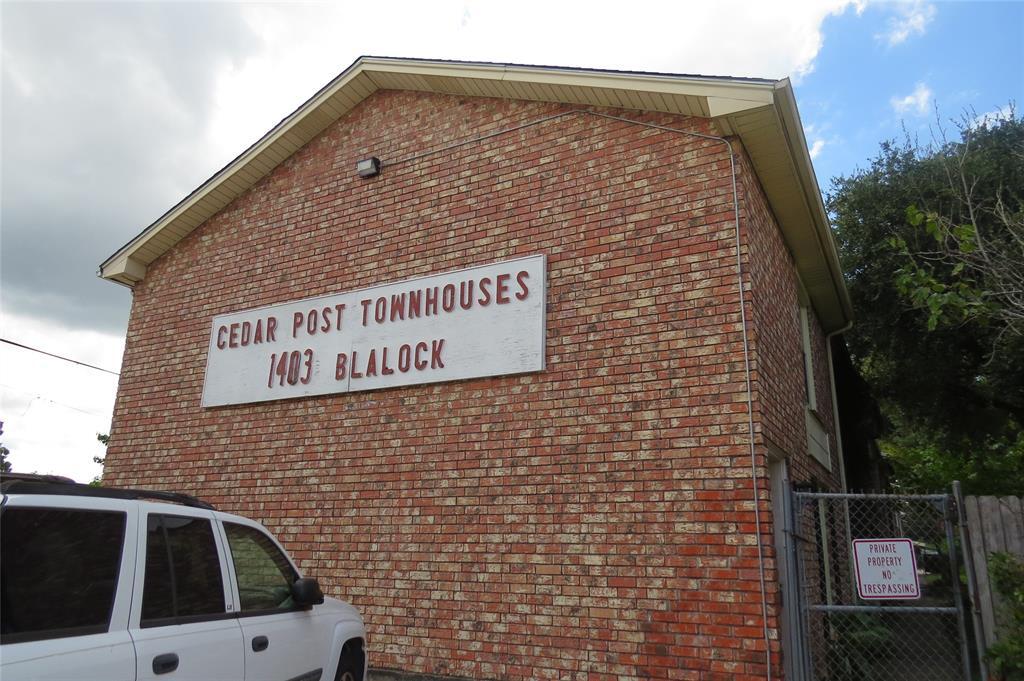 CEDAR POST TOWNHOUSES
1403 BLALOCK
PRIVATE
PROPERTY
NO
TRESPASSING